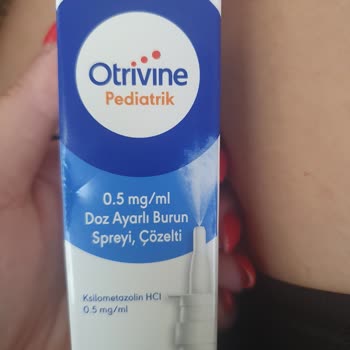 Otrivine
Pediatrik
0.5 mg/ml
Doz Ayarlı Burun
Spreyi, Çözelti
Ksilometazolin HCl
0.5 mg/ml